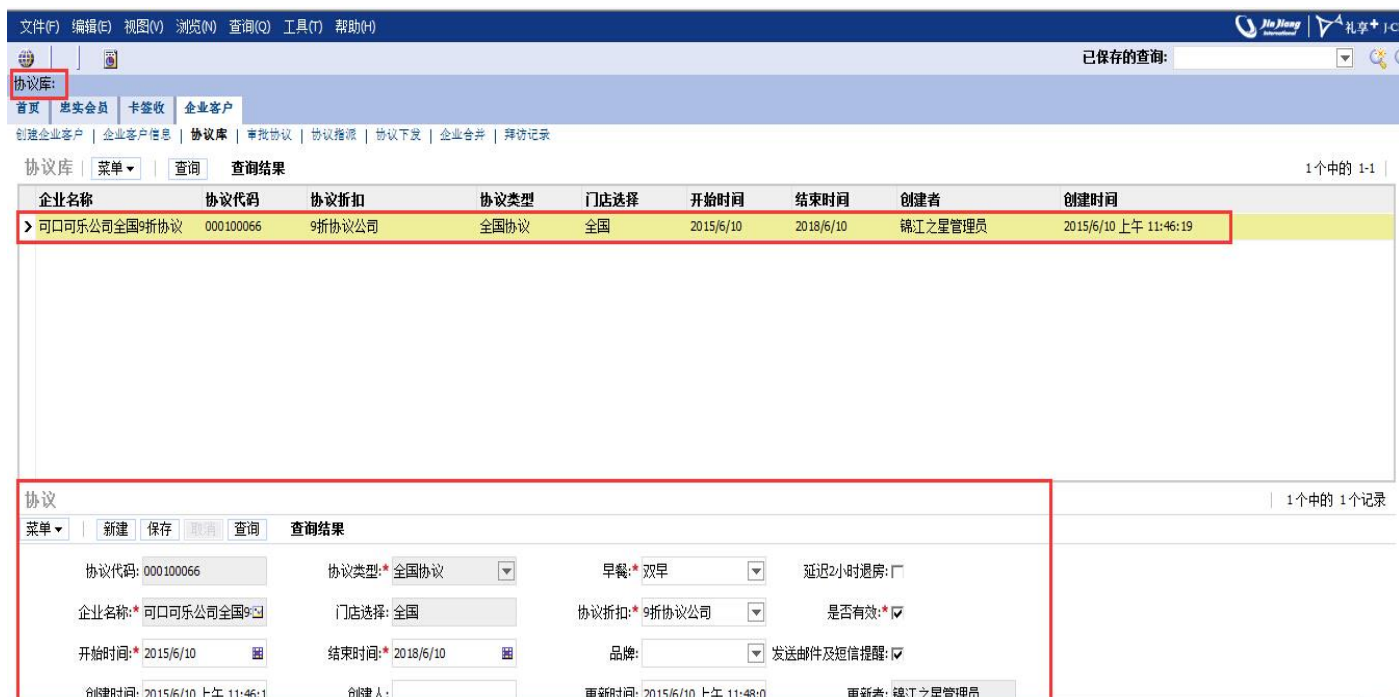 文件(F) 编辑(E) 视图(V) 浏览(N) 查询(Q) 工具(T) 帮助(H) Jin Jiang International 礼享+ J-C
已保存的查询:
协议库:
首页 忠实会员 卡签收 企业客户
创建企业客户 | 企业客户信息 | 协议库 | 审批协议 | 协议指派 | 协议下发 | 企业合并 | 拜访记录
协议库 | 菜单 | 查询 查询结果 1个中的 1-1
企业名称 协议代码 协议折扣 协议类型 门店选择 开始时间 结束时间 创建者 创建时间
可口可乐公司全国9折协议 000100066 9折协议公司 全国协议 全国 2015/6/10 2018/6/10 锦江之星管理员 2015/6/10 上午 11:46:19
协议 1个中的 1个记录
菜单 | 新建 保存 取消 查询 查询结果
协议代码: 000100066 协议类型:* 全国协议 早餐:* 双早 延迟2小时退房:
企业名称:* 可口可乐公司全国9 门店选择: 全国 协议折扣:* 9折协议公司 是否有效:*
开始时间:* 2015/6/10 结束时间:* 2018/6/10 品牌: 发送邮件及短信提醒:
创建时间: 2015/6/10 上午 11:46:1 创建人: 更新时间: 2015/6/10 上午 11:48:0 更新者: 锦江之星管理员